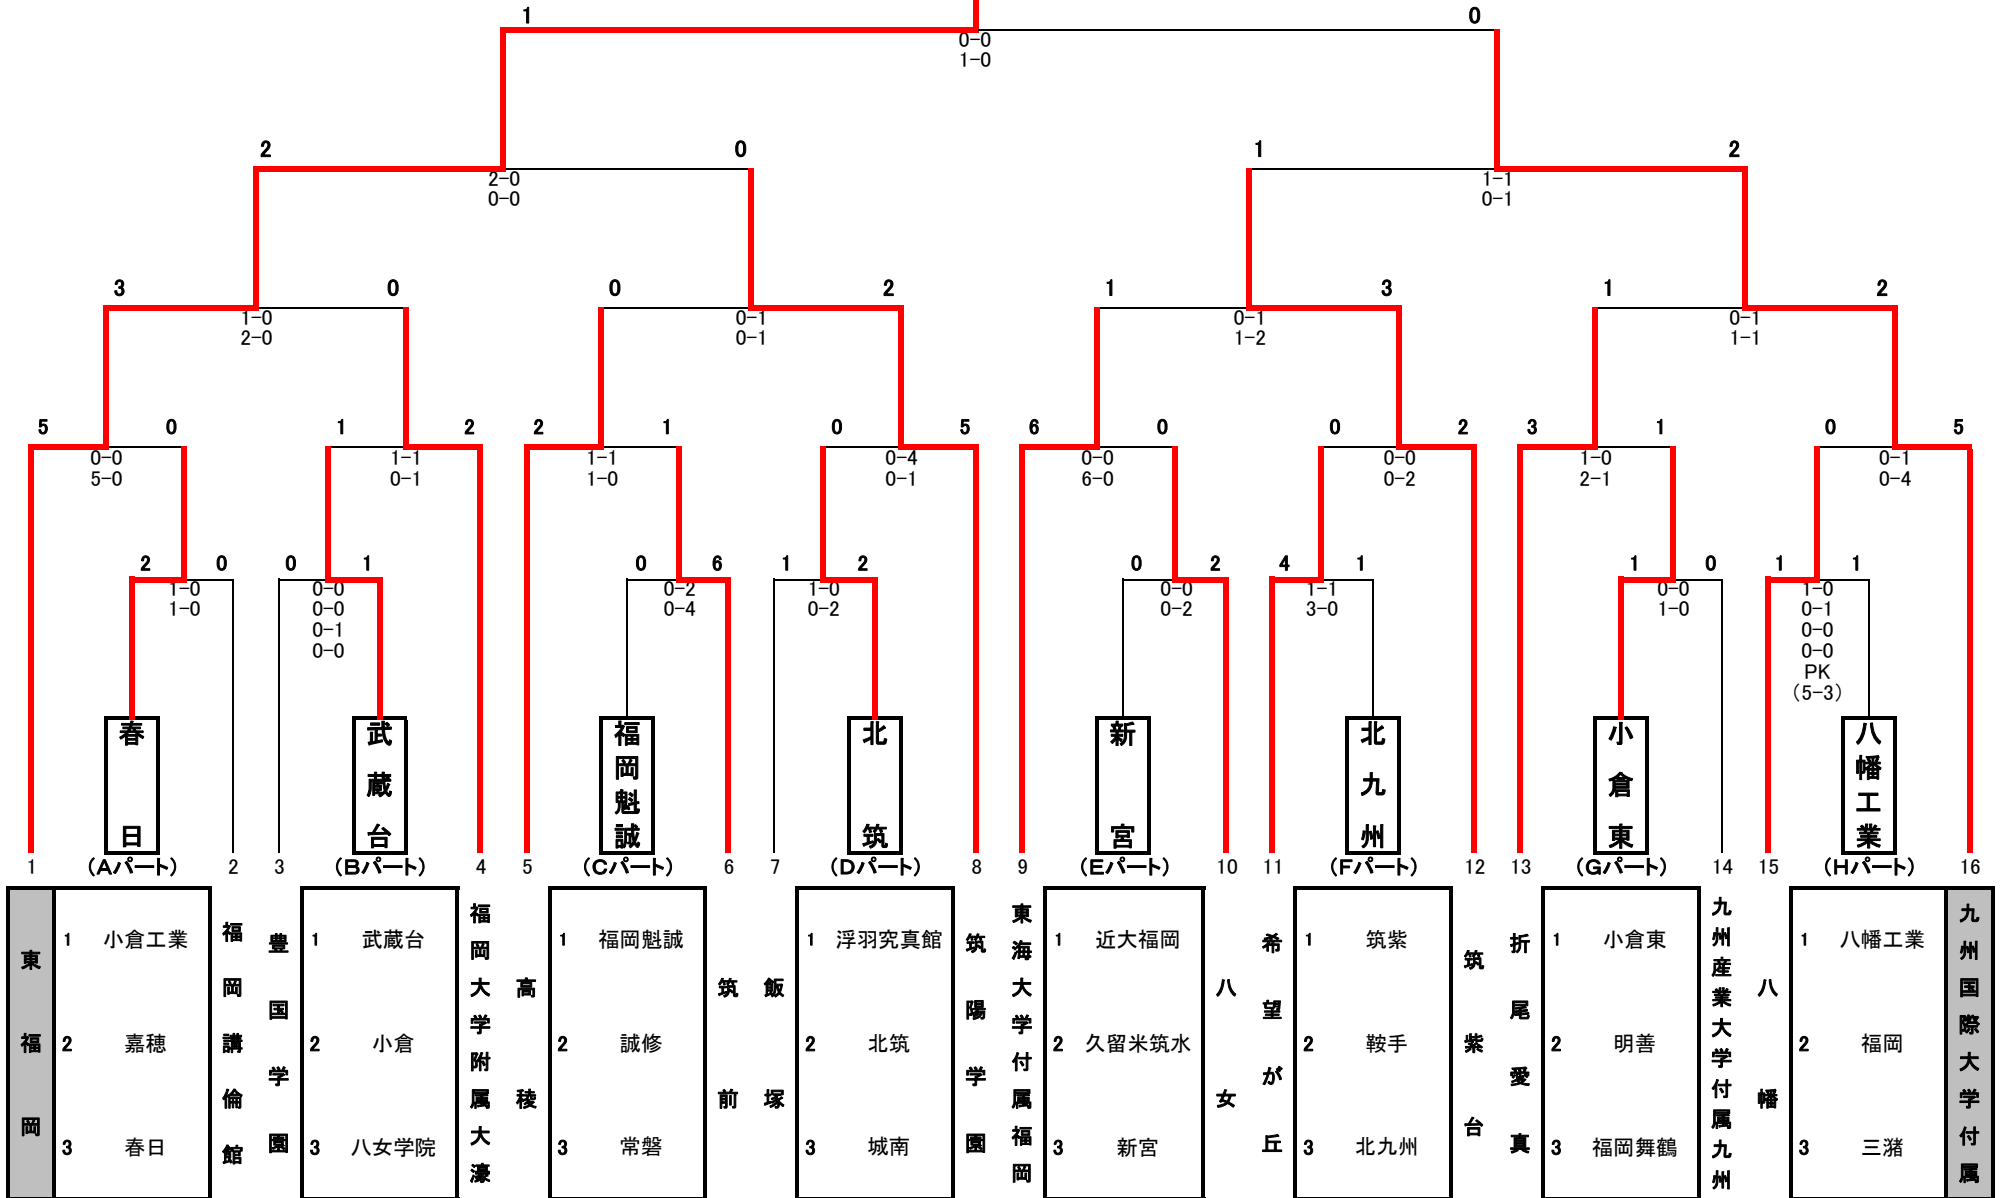 1 0
0-0
1-0
2 0 1 2
2-0 1-1
0-0 0-1
3 0 0 2 1 3 1 2
1-0 0-1 0-1 0-1
2-0 0-1 1-2 1-1
5 0 1 2 2 1 0 5 6 0 0 2 3 1 0 5
0-0 1-1 1-1 0-4 0-0 0-0 1-0 0-1
5-0 0-1 1-0 0-1 6-0 0-2 2-1 0-4
2 0 0 1 0 6 1 2 0 2 4 1 1 0 1 1
1-0 0-0 0-2 1-0 0-0 1-1 0-0 1-0
1-0 0-0 0-4 0-2 0-2 3-0 1-0 0-1
0-1 0-0
0-0 0-0
PK
(5-3)
春日
武蔵台
福岡魁誠
北筑
新宮
北九州
小倉東
八幡工業
1 (Aパート) 2 3 (Bパート) 4 5 (Cパート) 6 7 (Dパート) 8 9 (Eパート) 10 11 (Fパート) 12 13 (Gパート) 14 15 (Hパート) 16
東福岡
1 小倉工業
2 嘉穂
3 春日
福岡講倫館
豊国学園
1 武蔵台
2 小倉
3 八女学院
福岡大学附属大濠
高稜
1 福岡魁誠
2 誠修
3 常磐
筑前
飯塚
1 浮羽究真館
2 北筑
3 城南
筑陽学園
東海大学付属福岡
1 近大福岡
2 久留米筑水
3 新宮
八女
希望が丘
1 筑紫
2 鞍手
3 北九州
筑紫台
折尾愛真
1 小倉東
2 明善
3 福岡舞鶴
九州産業大学付属九州
八幡
1 八幡工業
2 福岡
3 三潴
九州国際大学付属